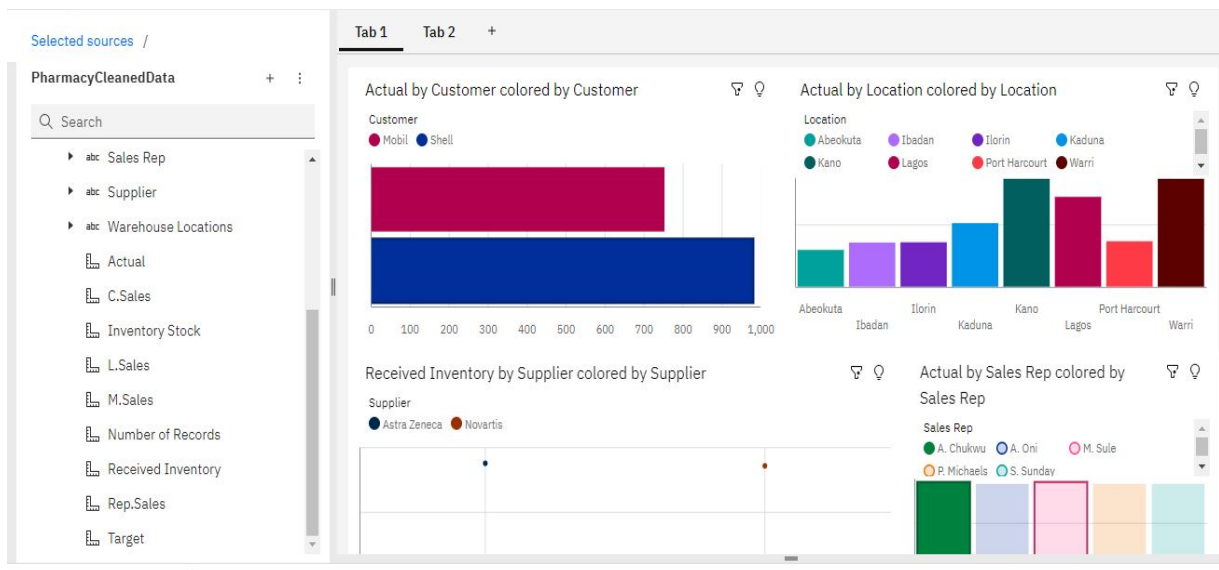 Selected sources /
PharmacyCleanedData + ⋮
Search
abc Sales Rep
abc Supplier
abc Warehouse Locations
Actual
C.Sales
Inventory Stock
L.Sales
M.Sales
Number of Records
Received Inventory
Rep.Sales
Target
Tab 1 Tab 2 +
Actual by Customer colored by Customer
Customer
Mobil Shell
0 100 200 300 400 500 600 700 800 900 1,000
Actual by Location colored by Location
Location
Abeokuta Ibadan Ilorin Kaduna
Kano Lagos Port Harcourt Warri
Abeokuta Ilorin Kano Port Harcourt
Ibadan Kaduna Lagos Warri
Received Inventory by Supplier colored by Supplier
Supplier
Astra Zeneca Novartis
Actual by Sales Rep colored by
Sales Rep
Sales Rep
A. Chukwu A. Oni M. Sule
P. Michaels S. Sunday